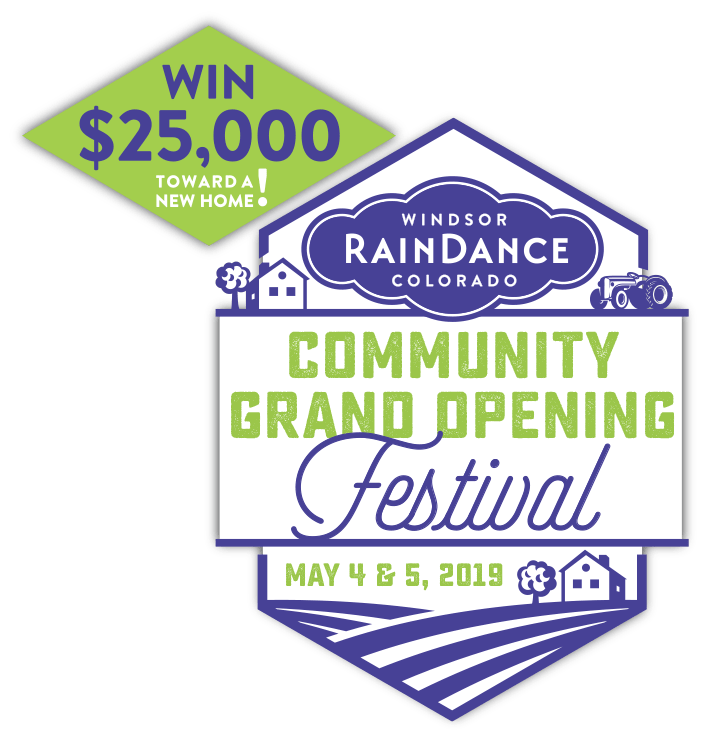 WIN
$25,000
TOWARD A
NEW HOME!
WINDSOR
RAINDANCE
COLORADO
COMMUNITY
GRAND OPENING
Festival
MAY 4 & 5, 2019